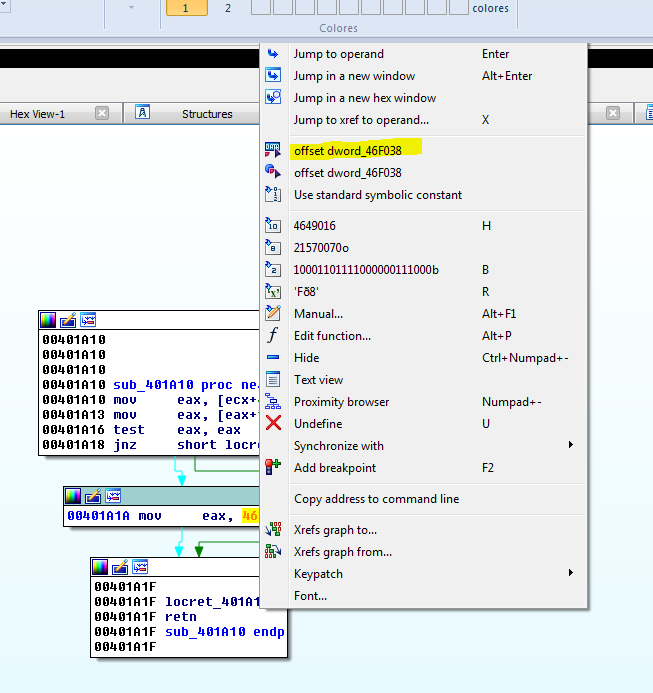 1 2 colores
Colores
Hex View-1
Structures
Jump to operand Enter
Jump in a new window Alt+Enter
Jump in a new hex window
Jump to xref to operand... X
offset dword_46F038
offset dword_46F038
Use standard symbolic constant
4649016 H
21570070o
10001101111000000111000b B
'Fð8' R
Manual... Alt+F1
Edit function... Alt+P
Hide Ctrl+Numpad+-
Text view
Proximity browser Numpad+-
Undefine U
Synchronize with
Add breakpoint F2
Copy address to command line
Xrefs graph to...
Xrefs graph from...
Keypatch
Font...
00401A10
00401A10
00401A10
00401A10 sub_401A10 proc ne
00401A10 mov eax, [ecx+
00401A13 mov eax, [eax+
00401A16 test eax, eax
00401A18 jnz short locre
00401A1A mov eax, 46
00401A1F
00401A1F locret_401A1
00401A1F retn
00401A1F sub_401A10 endp
00401A1F